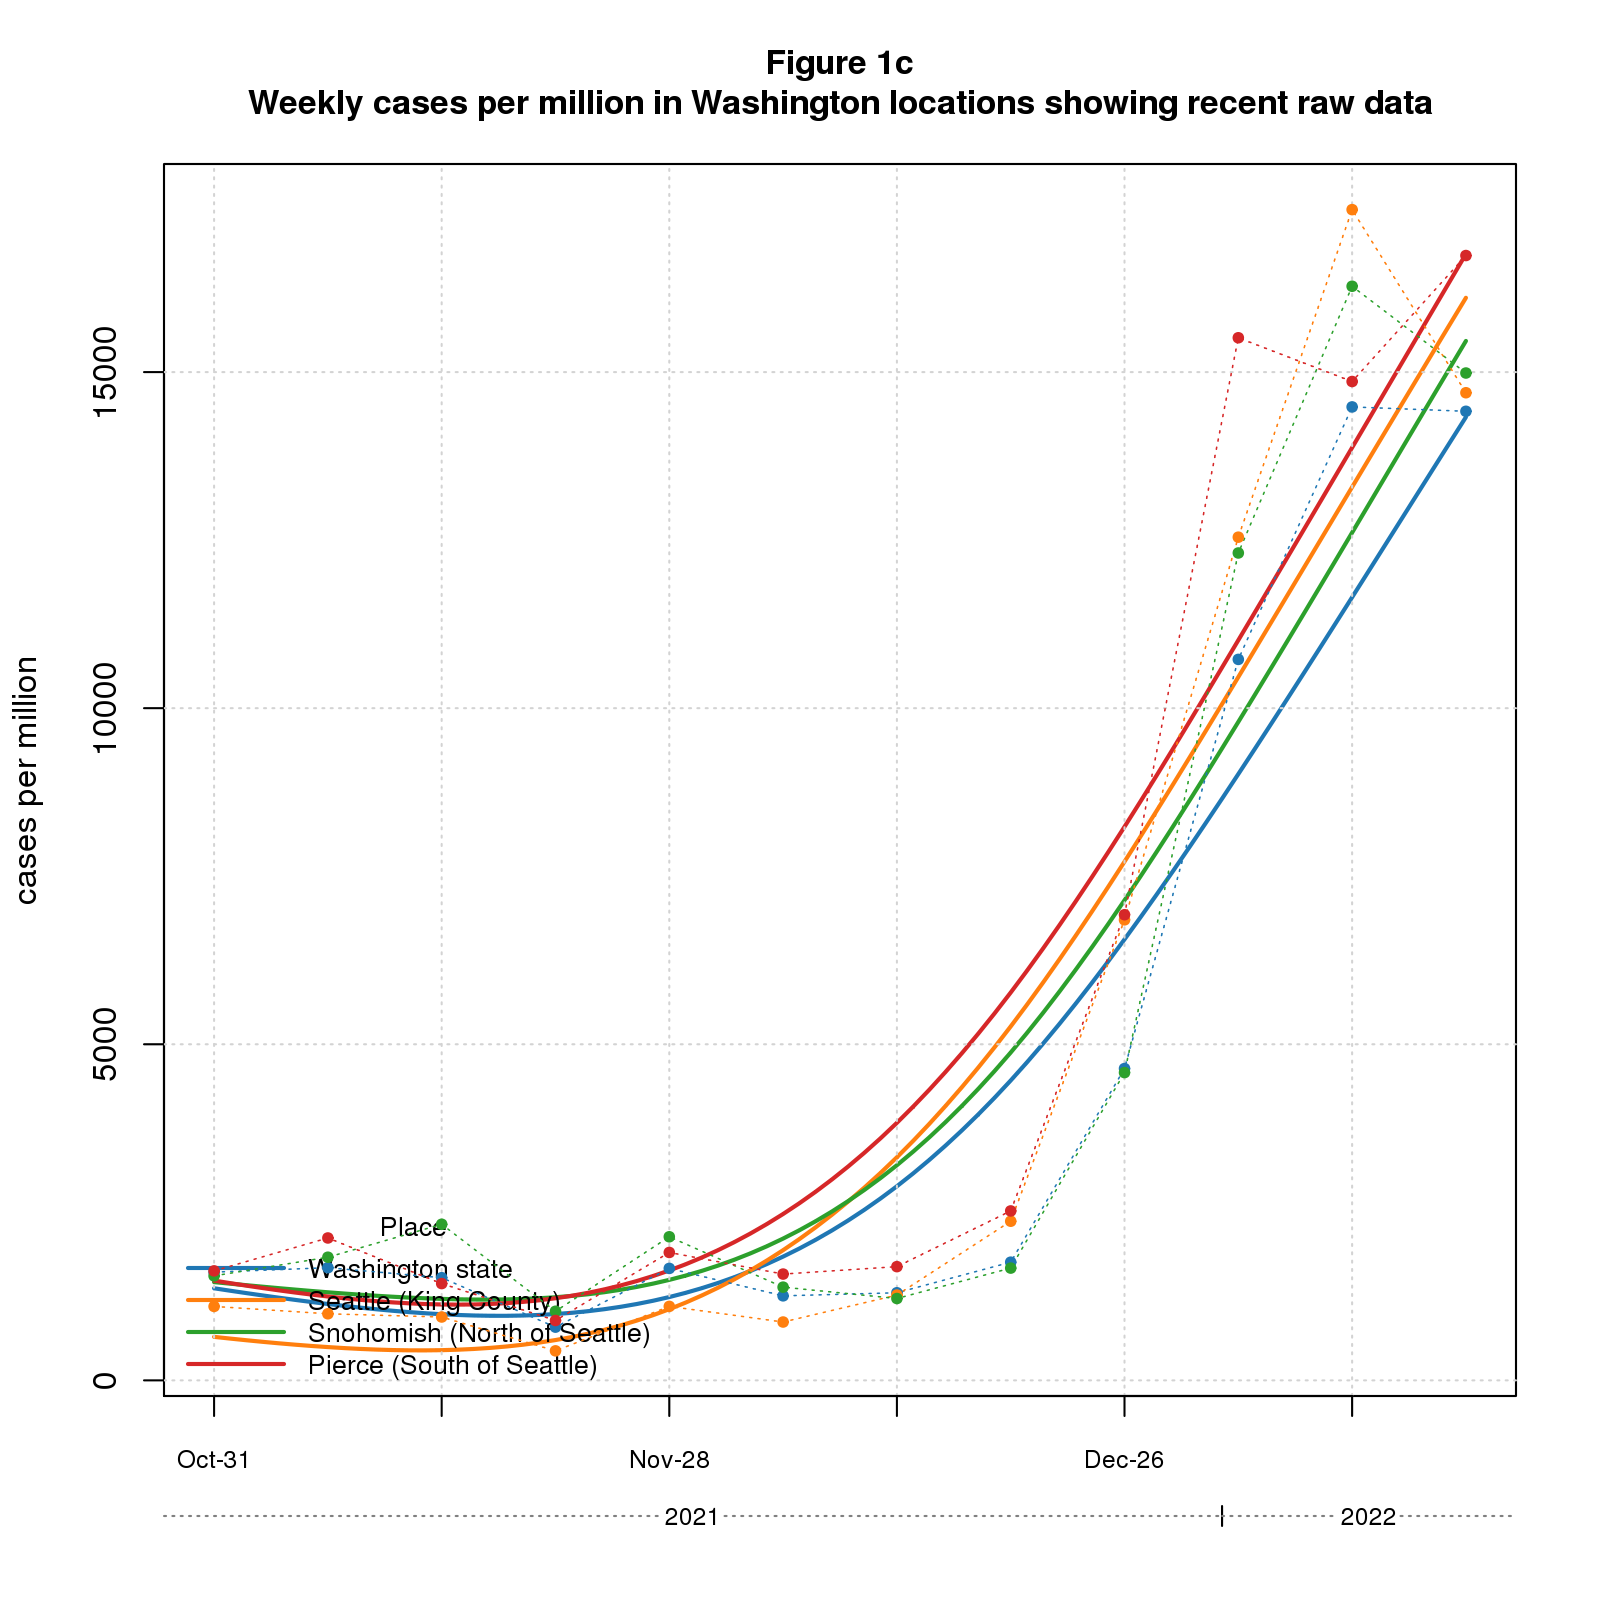 Figure 1c
Weekly cases per million in Washington locations showing recent raw data
cases per million
15000
10000
5000
0
Place
Washington state
Seattle (King County)
Snohomish (North of Seattle)
Pierce (South of Seattle)
Oct-31 Nov-28 Dec-26
2021 2022